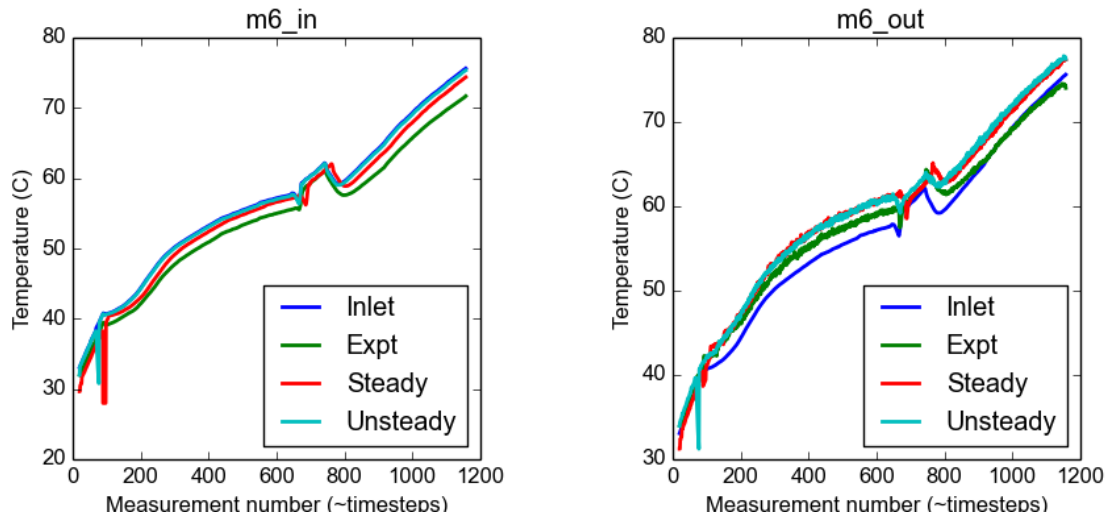 m6_in
80
70
60
50
40
30
20
0 200 400 600 800 1000 1200
Temperature (C)
Measurement number (~timesteps)
Inlet
Expt
Steady
Unsteady
m6_out
80
70
60
50
40
30
0 200 400 600 800 1000 1200
Temperature (C)
Measurement number (~timesteps)
Inlet
Expt
Steady
Unsteady